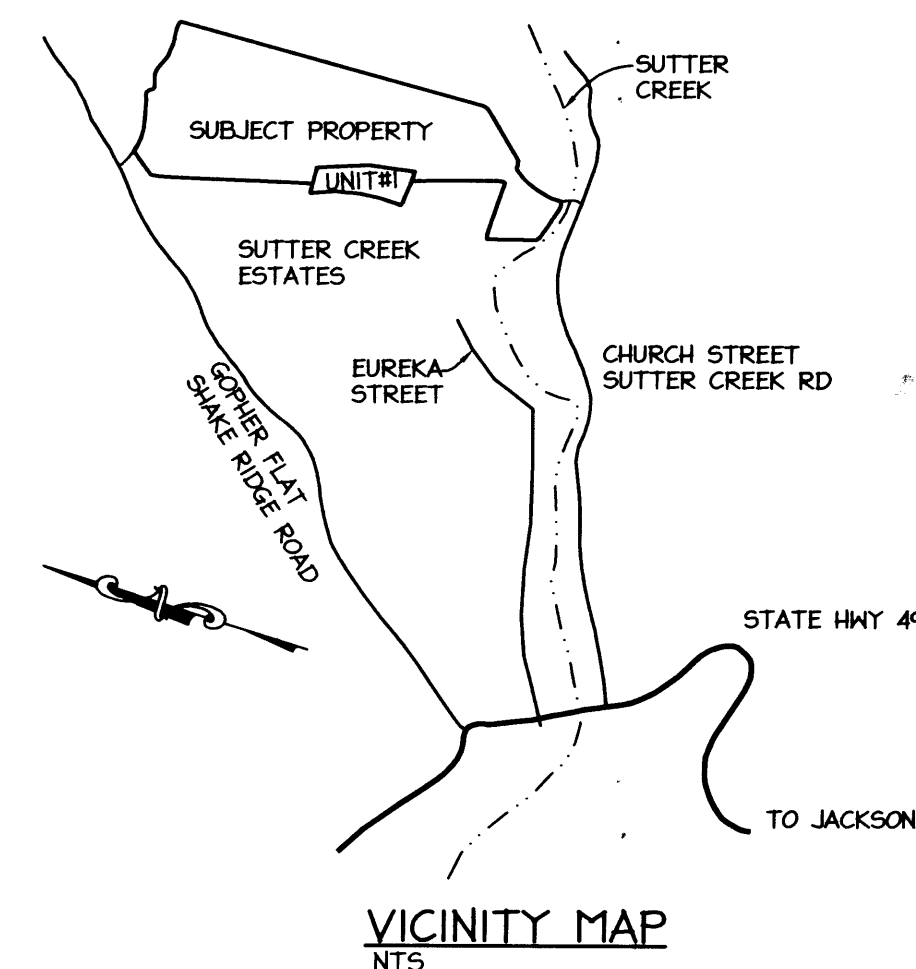 SUTTER
CREEK
SUBJECT PROPERTY
UNIT#1
SUTTER CREEK
ESTATES
EUREKA
STREET
CHURCH STREET
SUTTER CREEK RD
GOPHER FLAT
SHAKE RIDGE ROAD
STATE HWY 49
TO JACKSON
VICINITY MAP
NTS